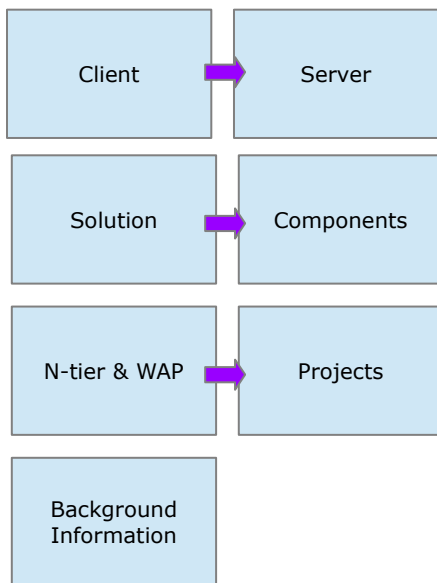 Client
Server
Solution
Components
N-tier & WAP
Projects
Background
Information